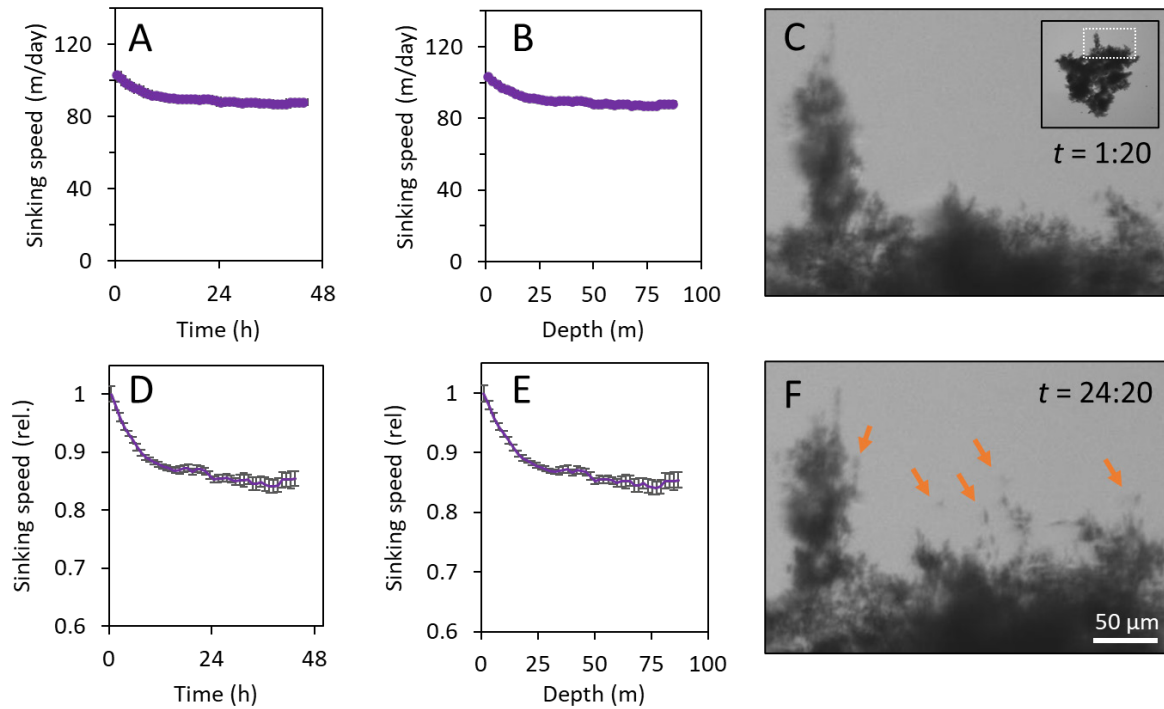 A
Sinking speed (m/day)
120
80
40
0
0 24 48
Time (h)
B
Sinking speed (m/day)
120
80
40
0
0 25 50 75 100
Depth (m)
C
t = 1:20
D
Sinking speed (rel.)
1
0.9
0.8
0.7
0.6
0 24 48
Time (h)
E
Sinking speed (rel)
1
0.9
0.8
0.7
0.6
0 25 50 75 100
Depth (m)
F
t = 24:20
50 µm